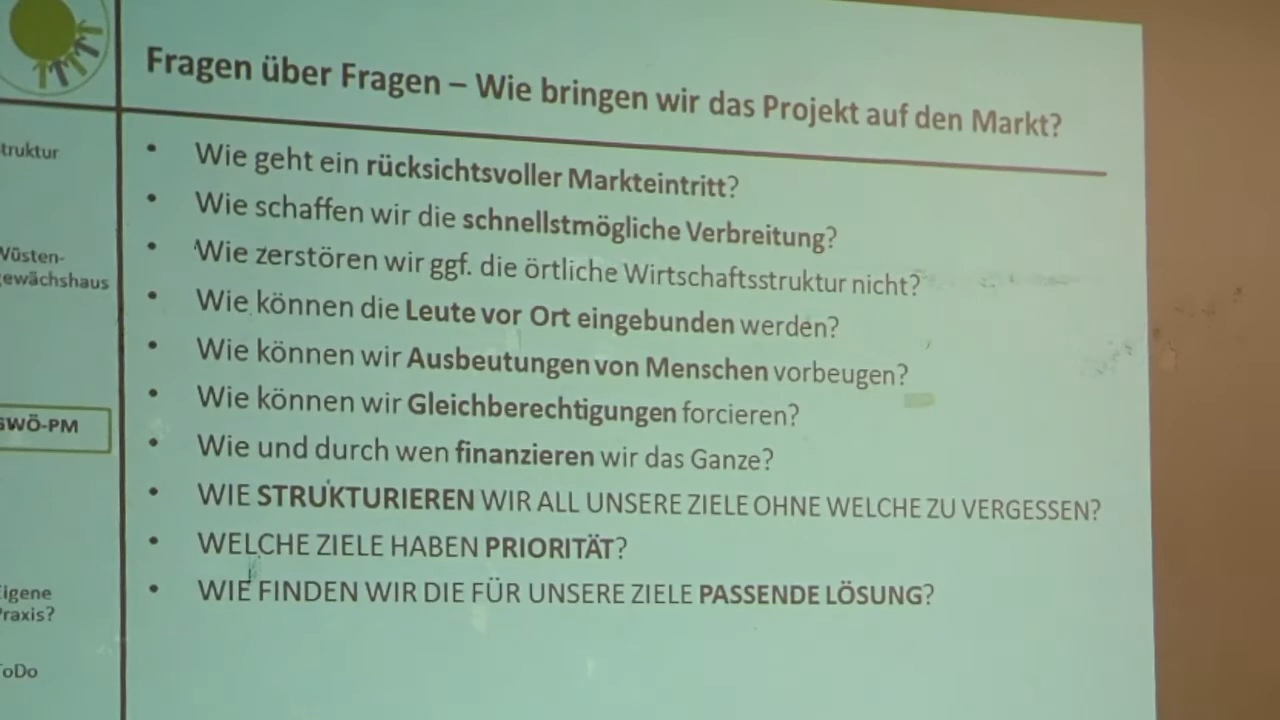 Fragen über Fragen – Wie bringen wir das Projekt auf den Markt?
truktur
Wüsten-
ewächshaus
SWÖ-PM
Eigene
Praxis?
ToDo
• Wie geht ein rücksichtsvoller Markteintritt?
• Wie schaffen wir die schnellstmögliche Verbreitung?
• Wie zerstören wir ggf. die örtliche Wirtschaftsstruktur nicht?
• Wie können die Leute vor Ort eingebunden werden?
• Wie können wir Ausbeutungen von Menschen vorbeugen?
• Wie können wir Gleichberechtigungen forcieren?
• Wie und durch wen finanzieren wir das Ganze?
• WIE STRUKTURIEREN WIR ALL UNSERE ZIELE OHNE WELCHE ZU VERGESSEN?
• WELCHE ZIELE HABEN PRIORITÄT?
• WIE FINDEN WIR DIE FÜR UNSERE ZIELE PASSENDE LÖSUNG?